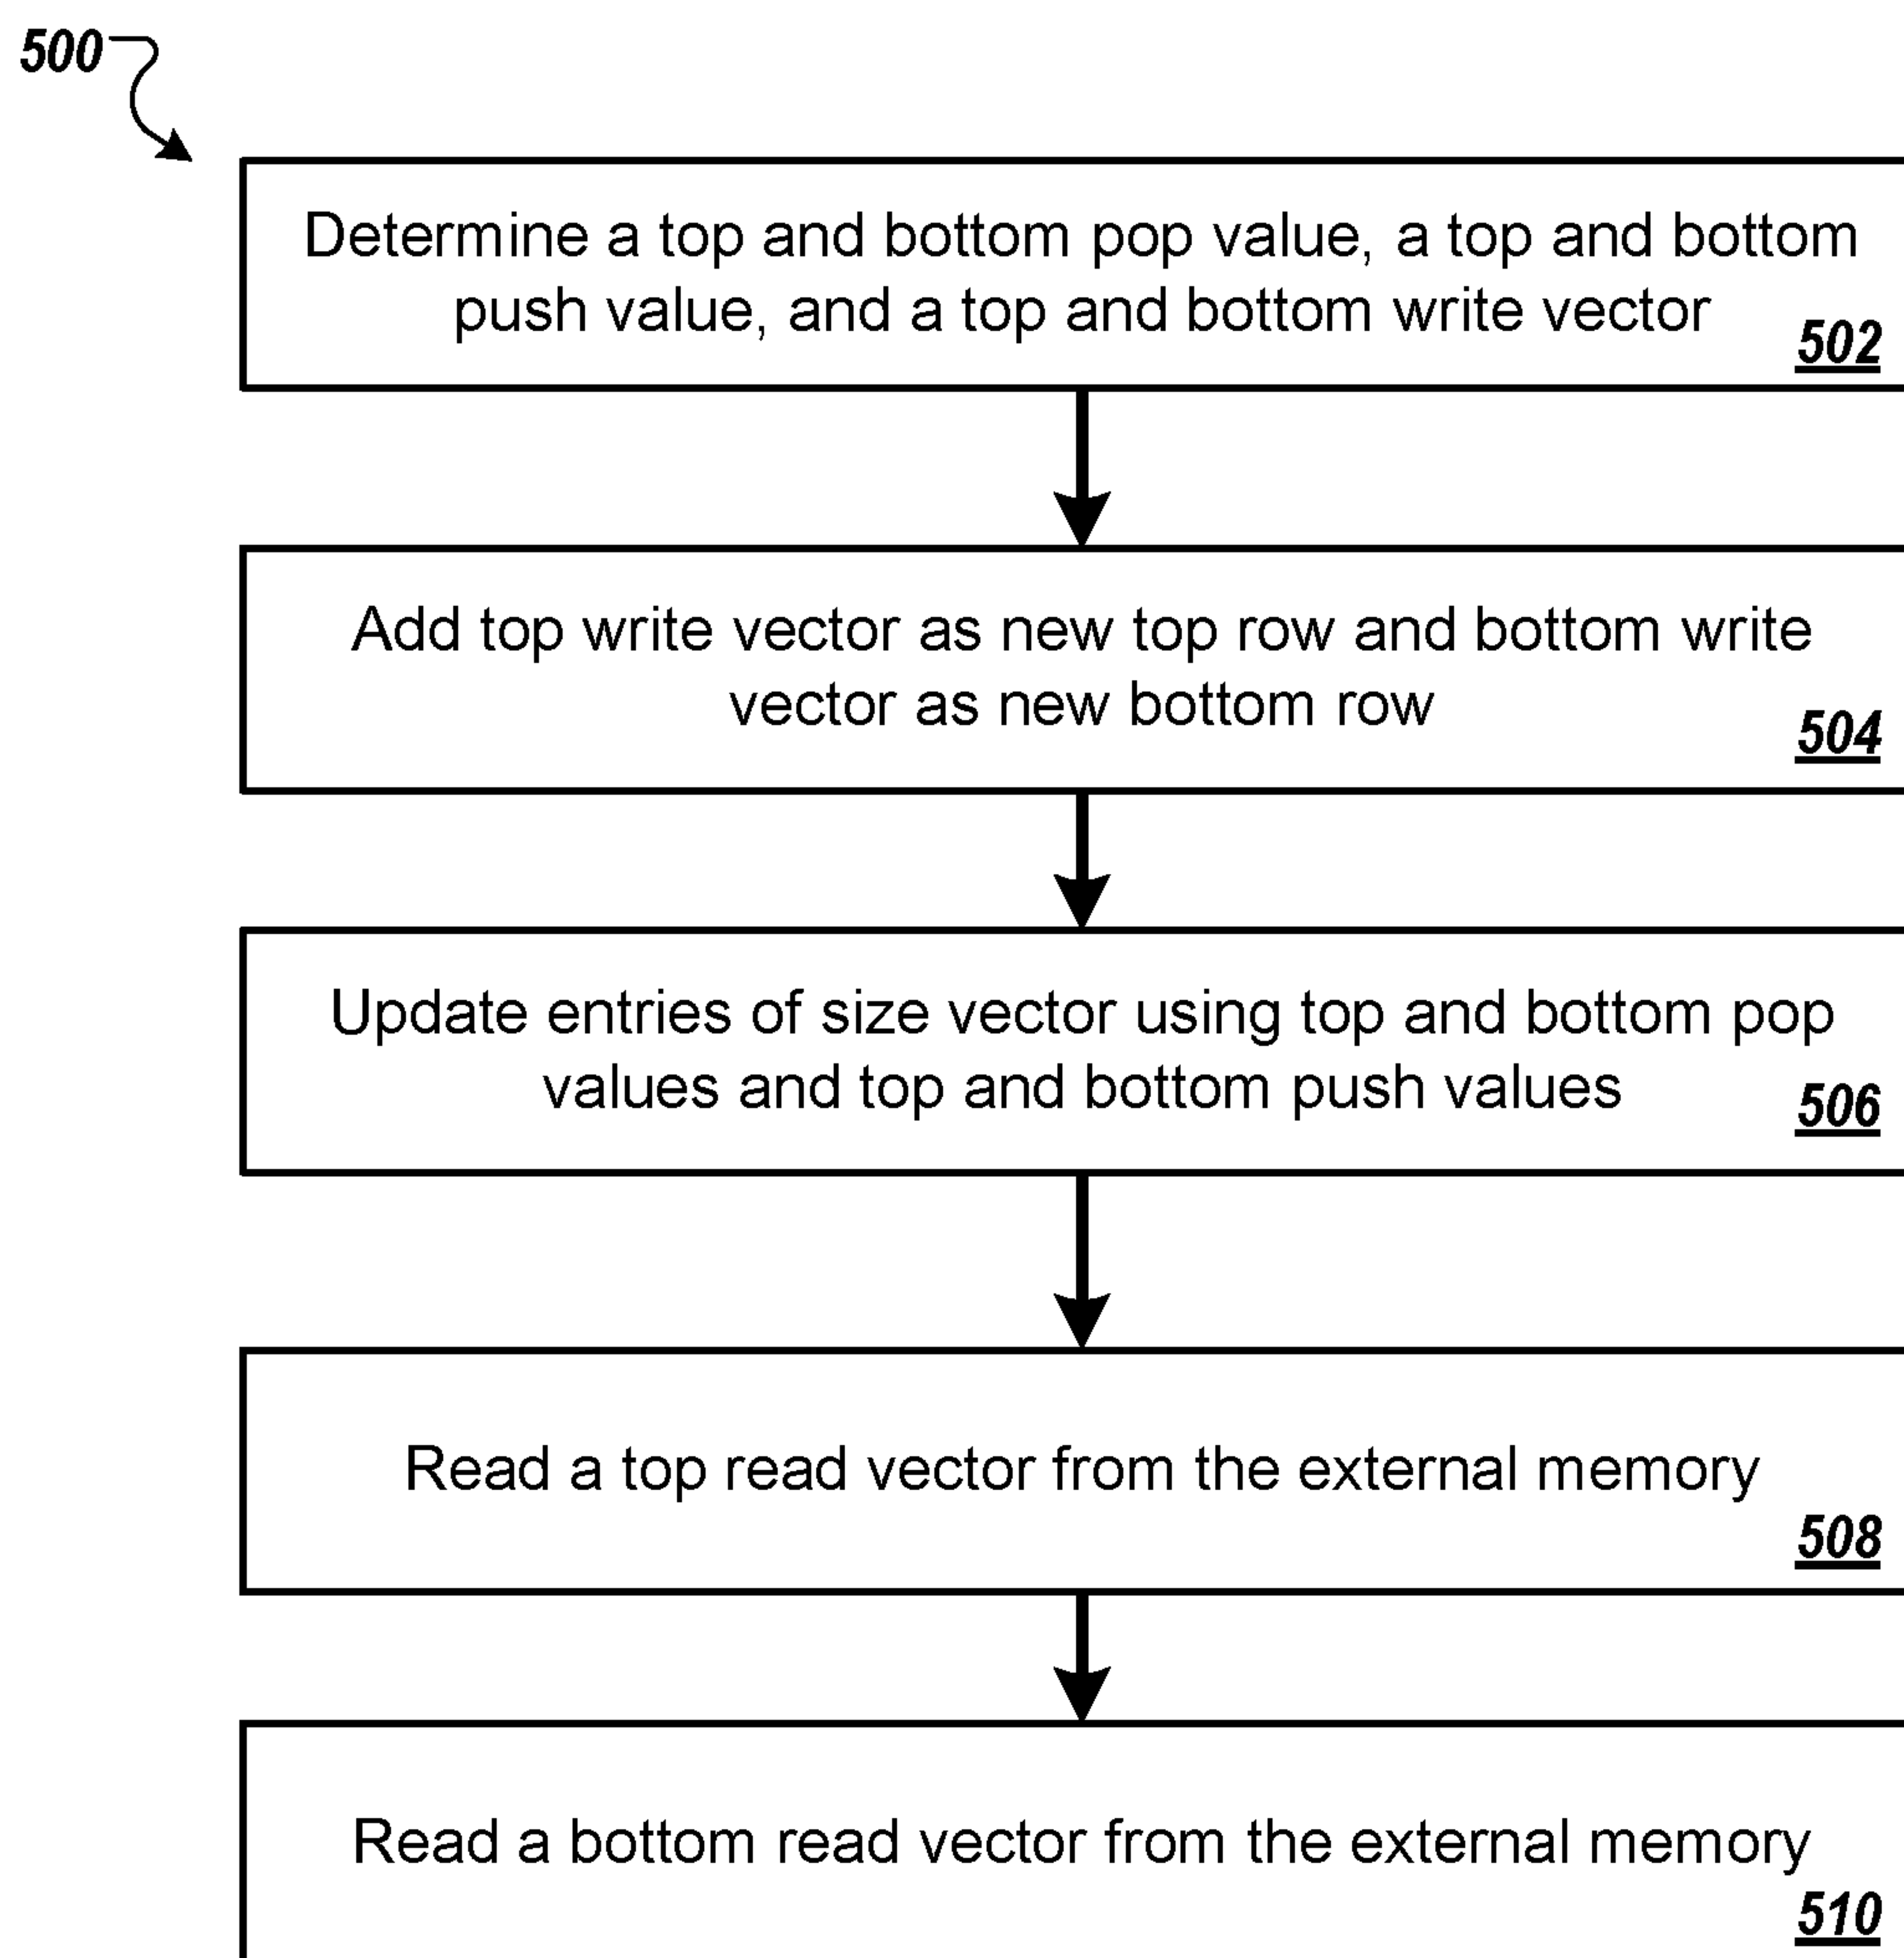 500
Determine a top and bottom pop value, a top and bottom
push value, and a top and bottom write vector
502
Add top write vector as new top row and bottom write
vector as new bottom row
504
Update entries of size vector using top and bottom pop
values and top and bottom push values
506
Read a top read vector from the external memory
508
Read a bottom read vector from the external memory
510